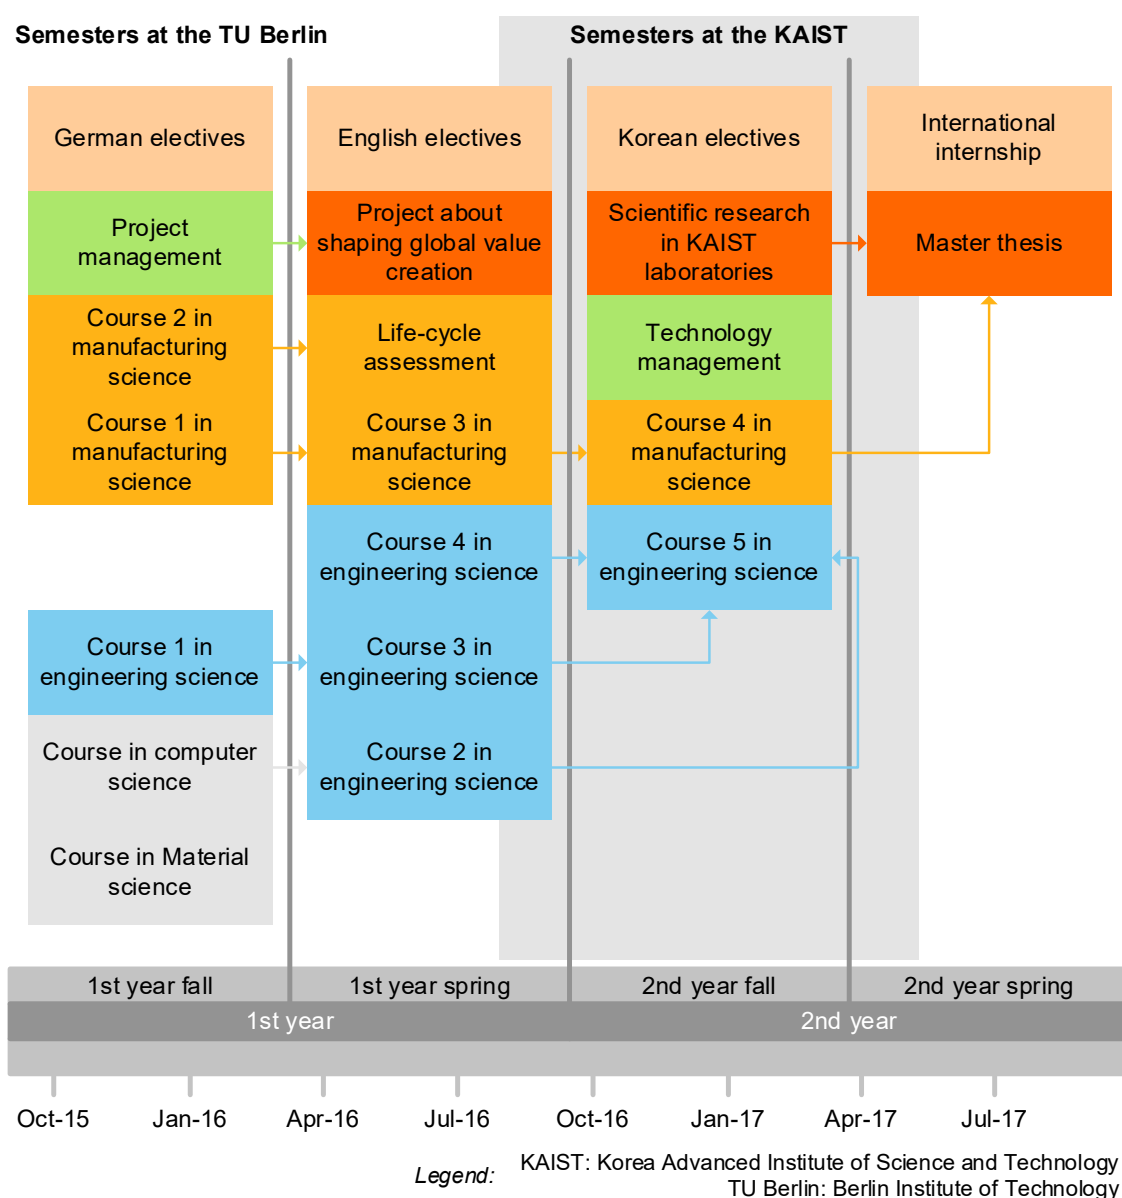 Semesters at the TU Berlin
Semesters at the KAIST
German electives
English electives
Korean electives
International
internship
Project
management
Project about
shaping global value
creation
Scientific research
in KAIST
laboratories
Master thesis
Course 2 in
manufacturing
science
Life-cycle
assessment
Technology
management
Course 1 in
manufacturing
science
Course 3 in
manufacturing
science
Course 4 in
manufacturing
science
Course 4 in
engineering science
Course 5 in
engineering science
Course 1 in
engineering science
Course 3 in
engineering science
Course in computer
science
Course 2 in
engineering science
Course in Material
science
1st year fall
1st year spring
2nd year fall
2nd year spring
1st year
2nd year
Oct-15
Jan-16
Apr-16
Jul-16
Oct-16
Jan-17
Apr-17
Jul-17
Legend:
KAIST: Korea Advanced Institute of Science and Technology
TU Berlin: Berlin Institute of Technology